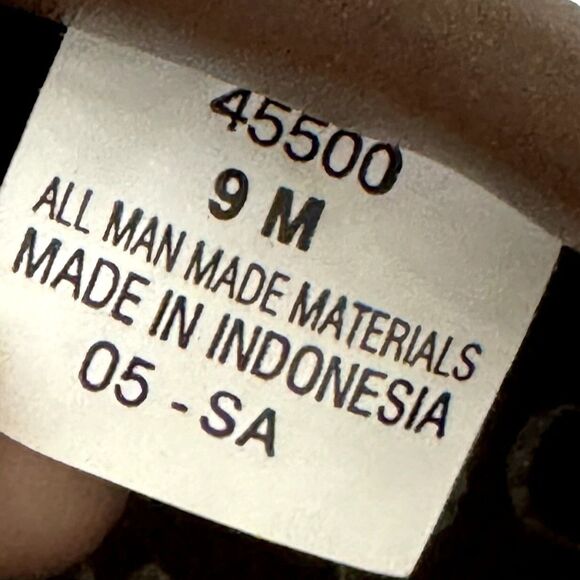 45500
9 M
ALL MAN MADE MATERIALS
MADE IN INDONESIA
05 - SA